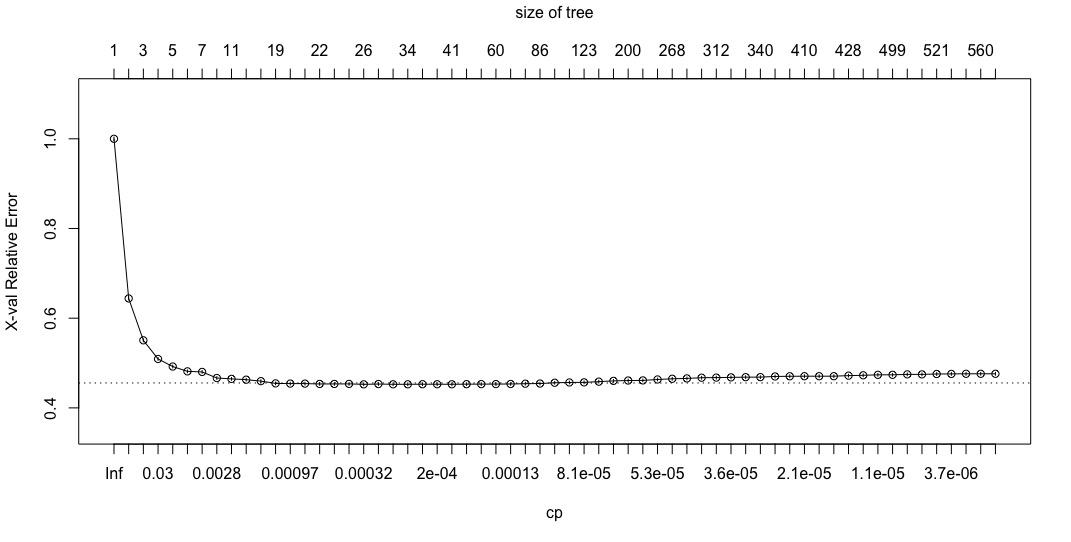 size of tree
1 3 5 7 11 19 22 26 34 41 60 86 123 200 268 312 340 410 428 499 521 560
X-val Relative Error
1.0
0.8
0.6
0.4
Inf 0.03 0.0028 0.00097 0.00032 2e-04 0.00013 8.1e-05 5.3e-05 3.6e-05 2.1e-05 1.1e-05 3.7e-06
cp